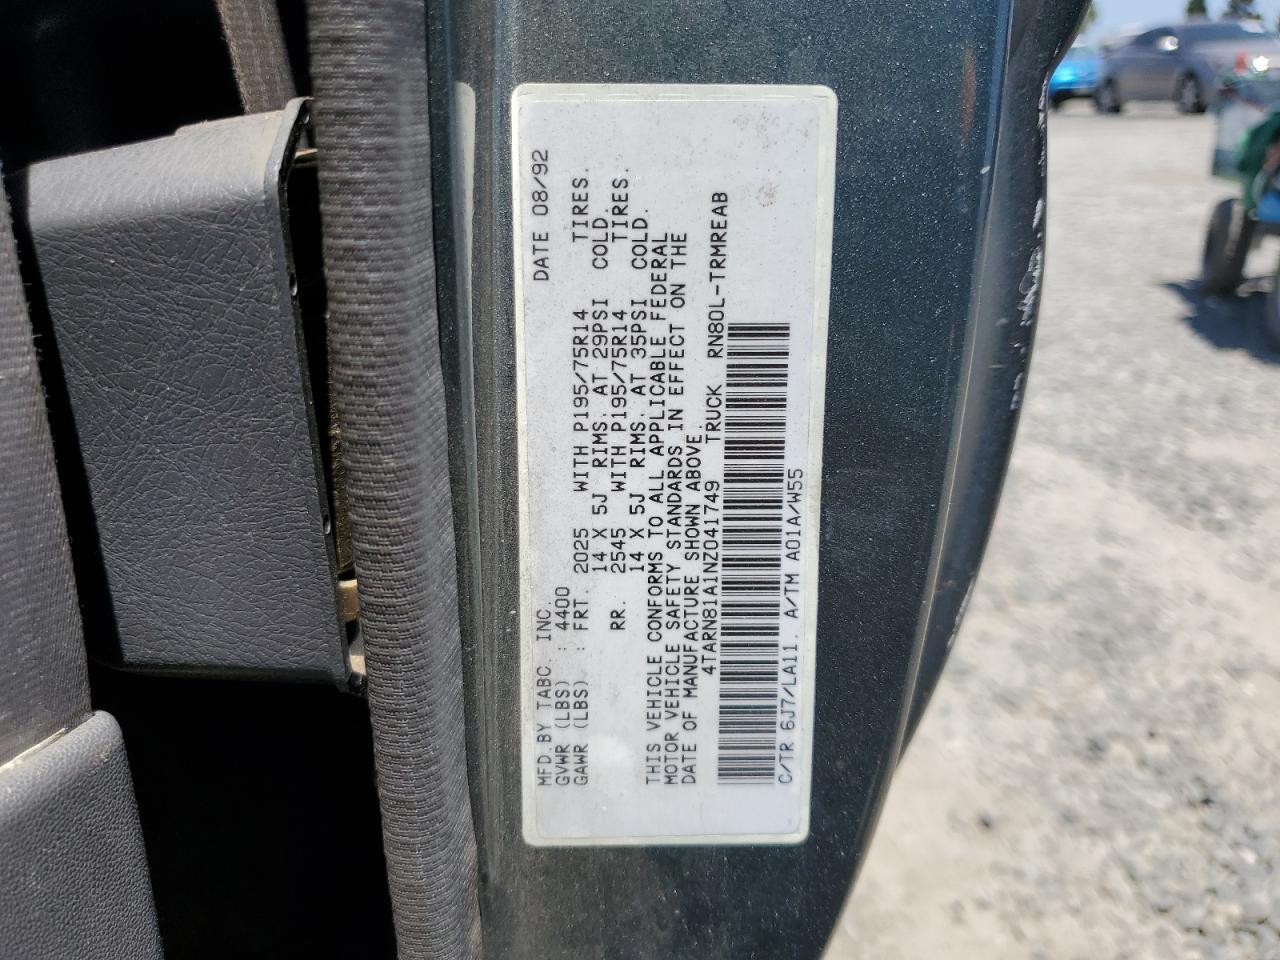 MFD.BY TABC. INC. DATE 08/92
GVWR (LBS) : 4400
GAWR (LBS) : FRT. 2025 WITH P195/75R14 TIRES.
14 X 5J RIMS. AT 29PSI COLD.
RR. 2545 WITH P195/75R14 TIRES.
14 X 5J RIMS. AT 35PSI COLD.
THIS VEHICLE CONFORMS TO ALL APPLICABLE FEDERAL
MOTOR VEHICLE SAFETY STANDARDS IN EFFECT ON THE
DATE OF MANUFACTURE SHOWN ABOVE.
4TARN81A1NZ041749 TRUCK RN80L-TRMREAB
C/TR 6J7/LA11. A/TM A01A/W55